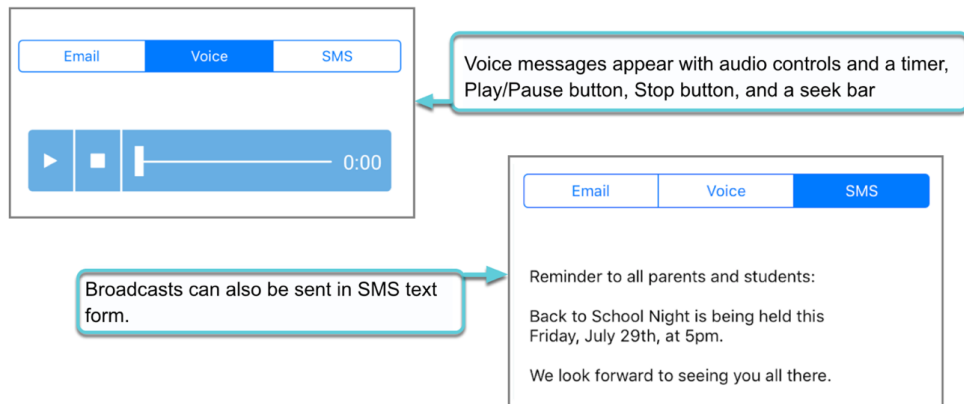 Email Voice SMS
Voice messages appear with audio controls and a timer,
Play/Pause button, Stop button, and a seek bar
0:00
Email Voice SMS
Broadcasts can also be sent in SMS text
form.
Reminder to all parents and students:
Back to School Night is being held this
Friday, July 29th, at 5pm.
We look forward to seeing you all there.